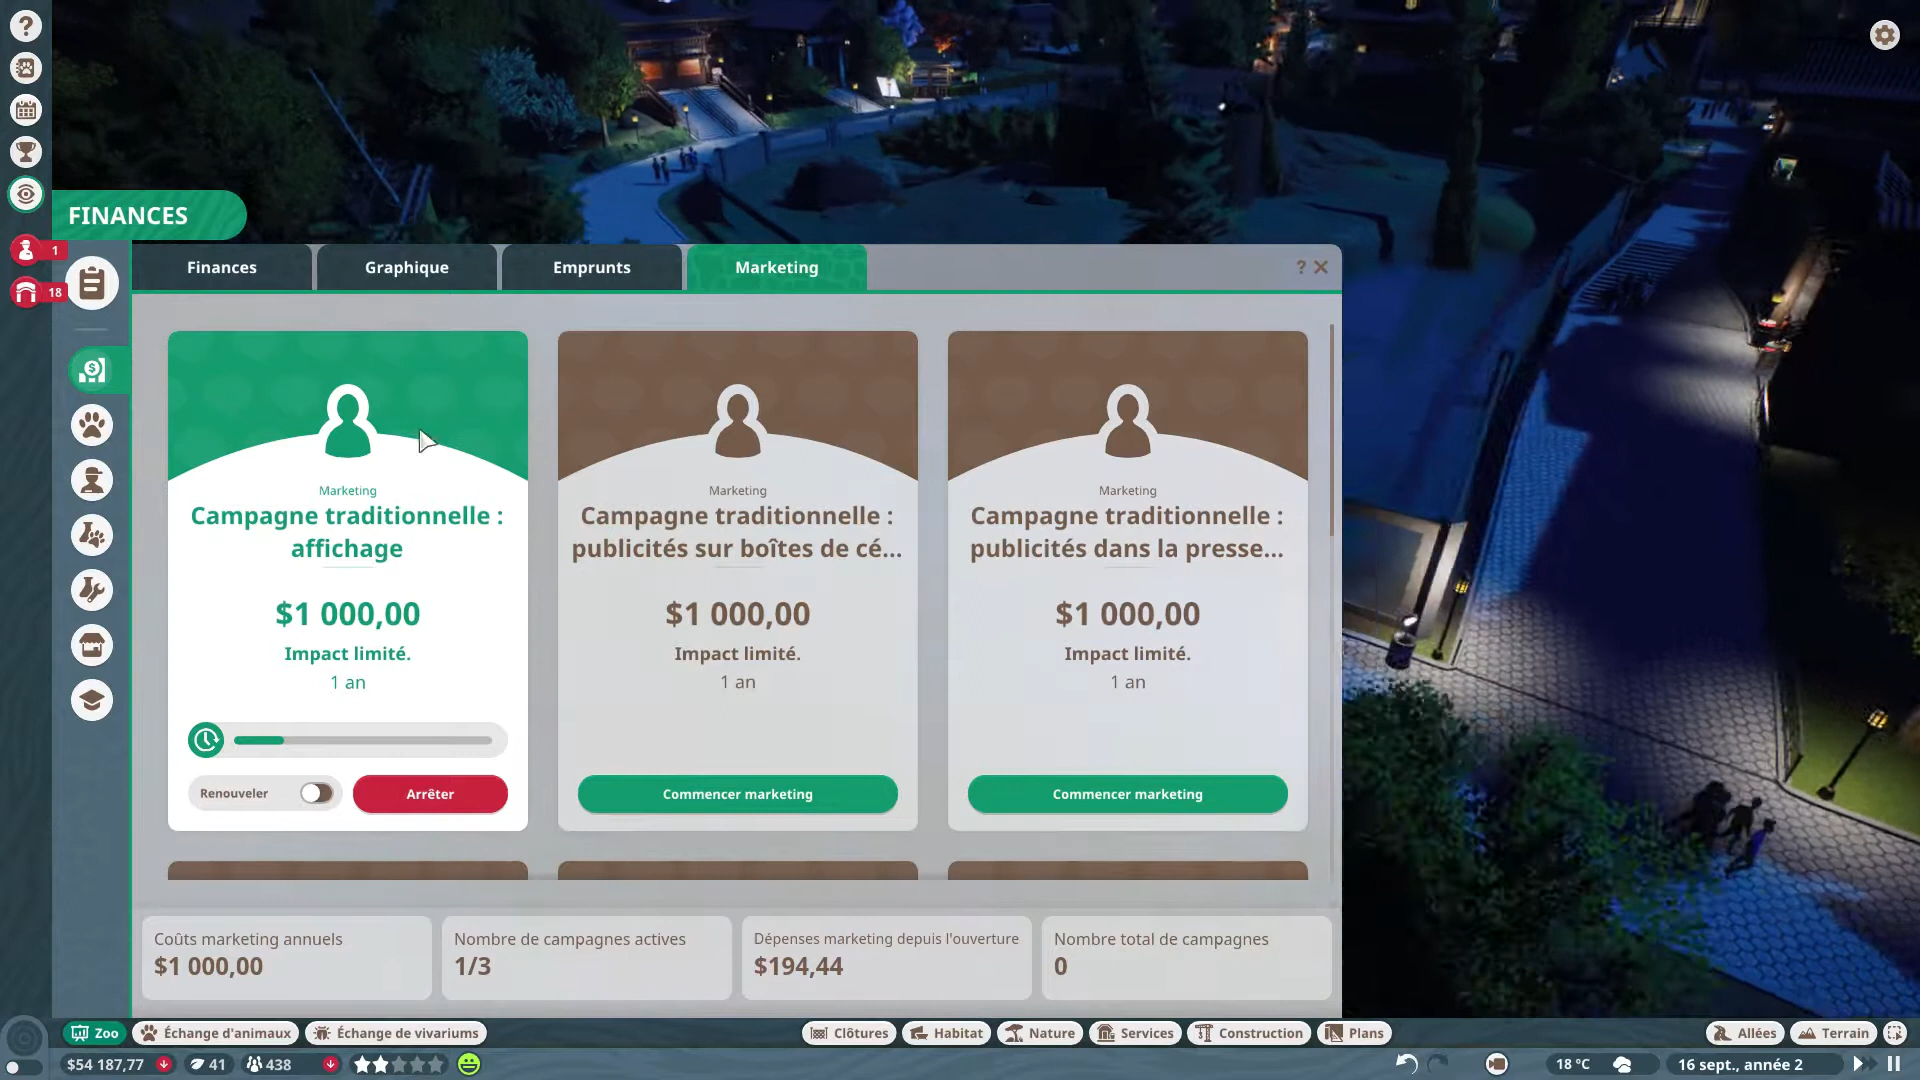 ?
FINANCES
1
18
Finances
Graphique
Emprunts
Marketing
?
Marketing
Campagne traditionnelle :
affichage
$1 000,00
Impact limité.
1 an
Renouveler
Arrêter
Marketing
Campagne traditionnelle :
publicités sur boîtes de cé...
$1 000,00
Impact limité.
1 an
Commencer marketing
Marketing
Campagne traditionnelle :
publicités dans la presse...
$1 000,00
Impact limité.
1 an
Commencer marketing
Coûts marketing annuels
$1 000,00
Nombre de campagnes actives
1/3
Dépenses marketing depuis l'ouverture
$194,44
Nombre total de campagnes
0
Zoo
Échange d'animaux
Échange de vivariums
Clôtures
Habitat
Nature
Services
Construction
Plans
Allées
Terrain
$54 187,77
41
438
18 °C
16 sept., année 2